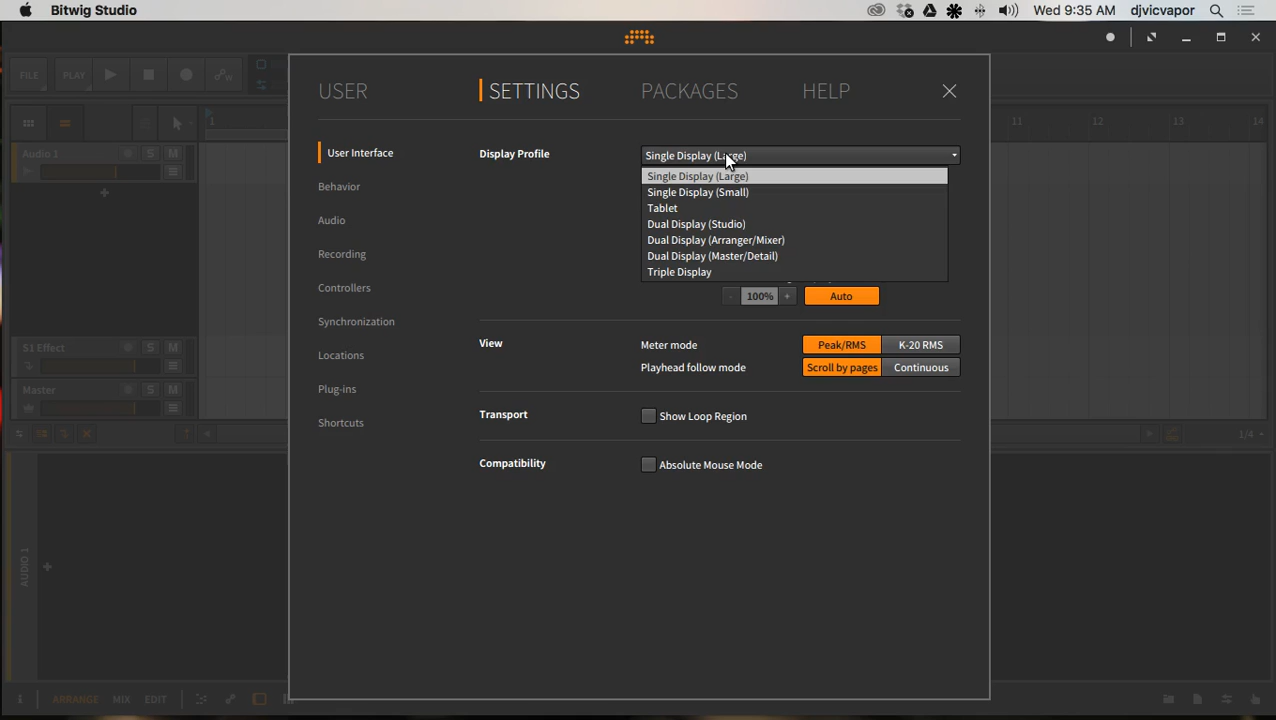 Bitwig Studio
Wed 9:35 AM djvicvapor
FILE PLAY
USER SETTINGS PACKAGES HELP
1 11 12 13 14
User Interface
Behavior
Audio
Recording
Controllers
Synchronization
Locations
Plug-ins
Shortcuts
Display Profile Single Display (Large)
Single Display (Large)
Single Display (Small)
Tablet
Dual Display (Studio)
Dual Display (Arranger/Mixer)
Dual Display (Master/Detail)
Triple Display
- 100% + Auto
View Meter mode Peak/RMS K-20 RMS
Playhead follow mode Scroll by pages Continuous
Transport Show Loop Region
Compatibility Absolute Mouse Mode
Audio 1 S M
S1 Effect S M
Master S M
1/4
AUDIO 1
ARRANGE MIX EDIT